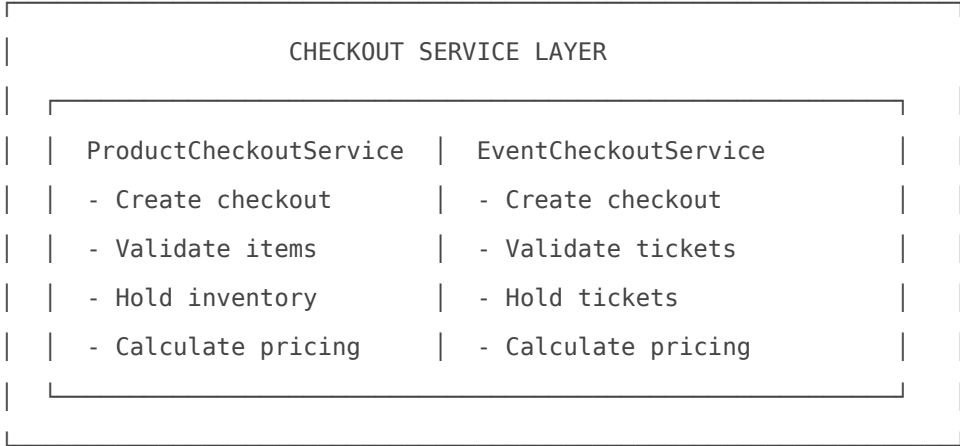 CHECKOUT SERVICE LAYER
ProductCheckoutService │ EventCheckoutService
- Create checkout │ - Create checkout
- Validate items │ - Validate tickets
- Hold inventory │ - Hold tickets
- Calculate pricing │ - Calculate pricing